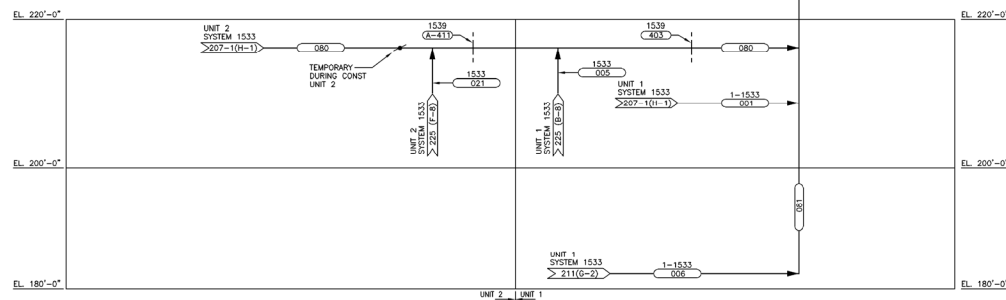 EL. 220'-0"
EL. 220'-0"
UNIT 2
SYSTEM 1533
207-1(H-1)
080
TEMPORARY
DURING CONST
UNIT 2
1539
A-411
1533
021
UNIT 2
SYSTEM 1533
225 (F-8)
1539
403
080
1533
005
UNIT 1
SYSTEM 1533
225 (B-8)
UNIT 1
SYSTEM 1533
207-1(H-1)
1-1533
001
EL. 200'-0"
EL. 200'-0"
081
UNIT 1
SYSTEM 1533
211(G-2)
1-1533
006
EL. 180'-0"
EL. 180'-0"
UNIT 2 UNIT 1